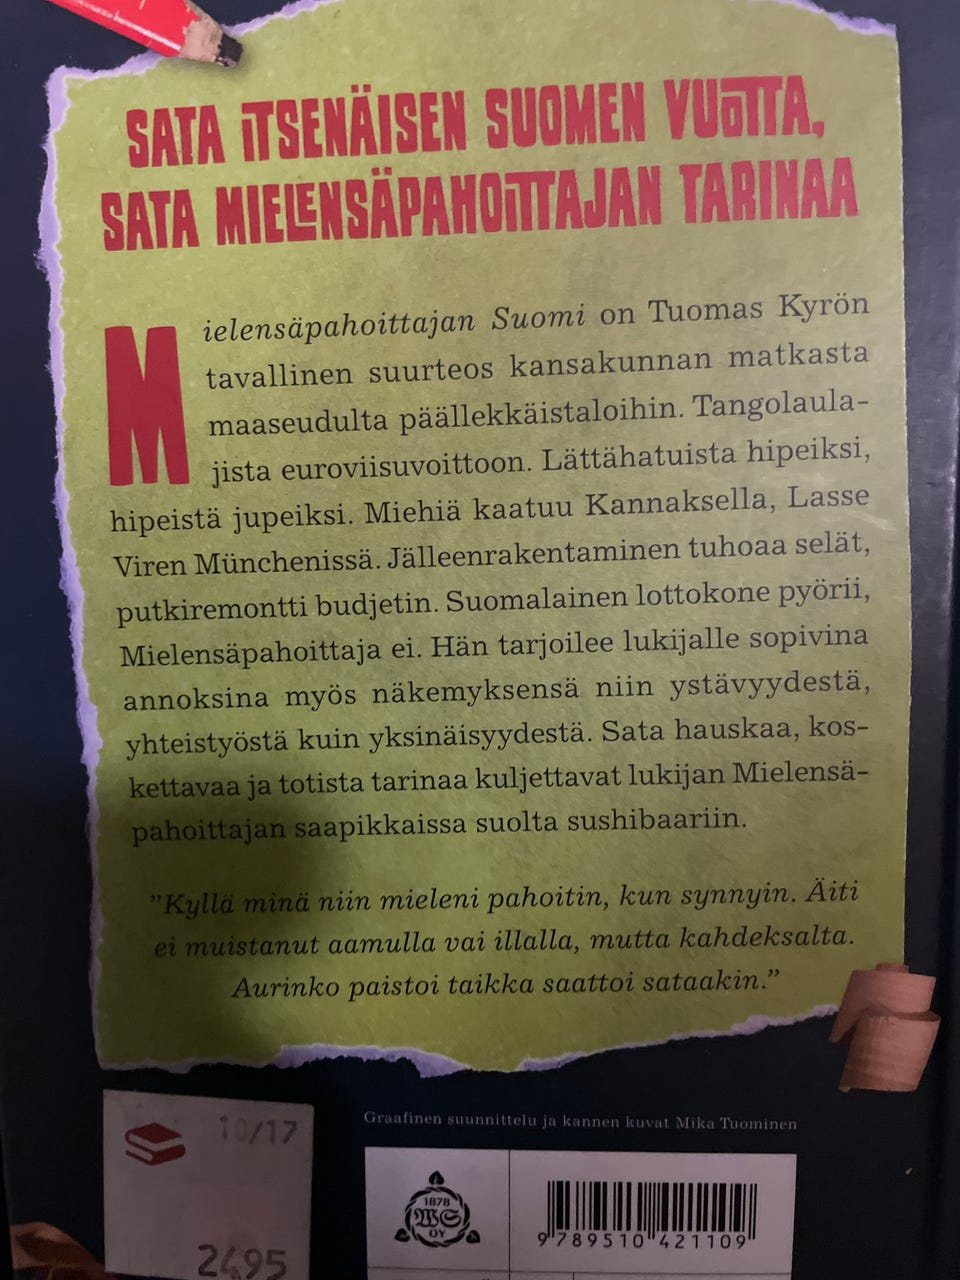 SATA ITSENÄISEN SUOMEN VUOTTA,
SATA MIELENSÄPAHOITTAJAN TARINAA
Mielensäpahoittajan Suomi on Tuomas Kyrön
tavallinen suurteos kansakunnan matkasta
maaseudulta päällekkäistaloihin. Tangolaula-
jista euroviisuvoittoon. Lättähatuista hipeiksi,
hipeistä jupeiksi. Miehiä kaatuu Kannaksella, Lasse
Viren Münchenissä. Jälleenrakentaminen tuhoaa selät,
putkiremontti budjetin. Suomalainen lottokone pyörii,
Mielensäpahoittaja ei. Hän tarjoilee lukijalle sopivina
annoksina myös näkemyksensä niin ystävyydestä,
yhteistyöstä kuin yksinäisyydestä. Sata hauskaa, kos-
kettavaa ja totista tarinaa kuljettavat lukijan Mielensä-
pahoittajan saapikkaissa suolta sushibaariin.
"Kyllä minä niin mieleni pahoitin, kun synnyin. Äiti
ei muistanut aamulla vai illalla, mutta kahdeksalta.
Aurinko paistoi taikka saattoi sataakin."
Graafinen suunnittelu ja kannen kuvat Mika Tuominen
10/17
2495
1878
WS
OY
9 789510 421109